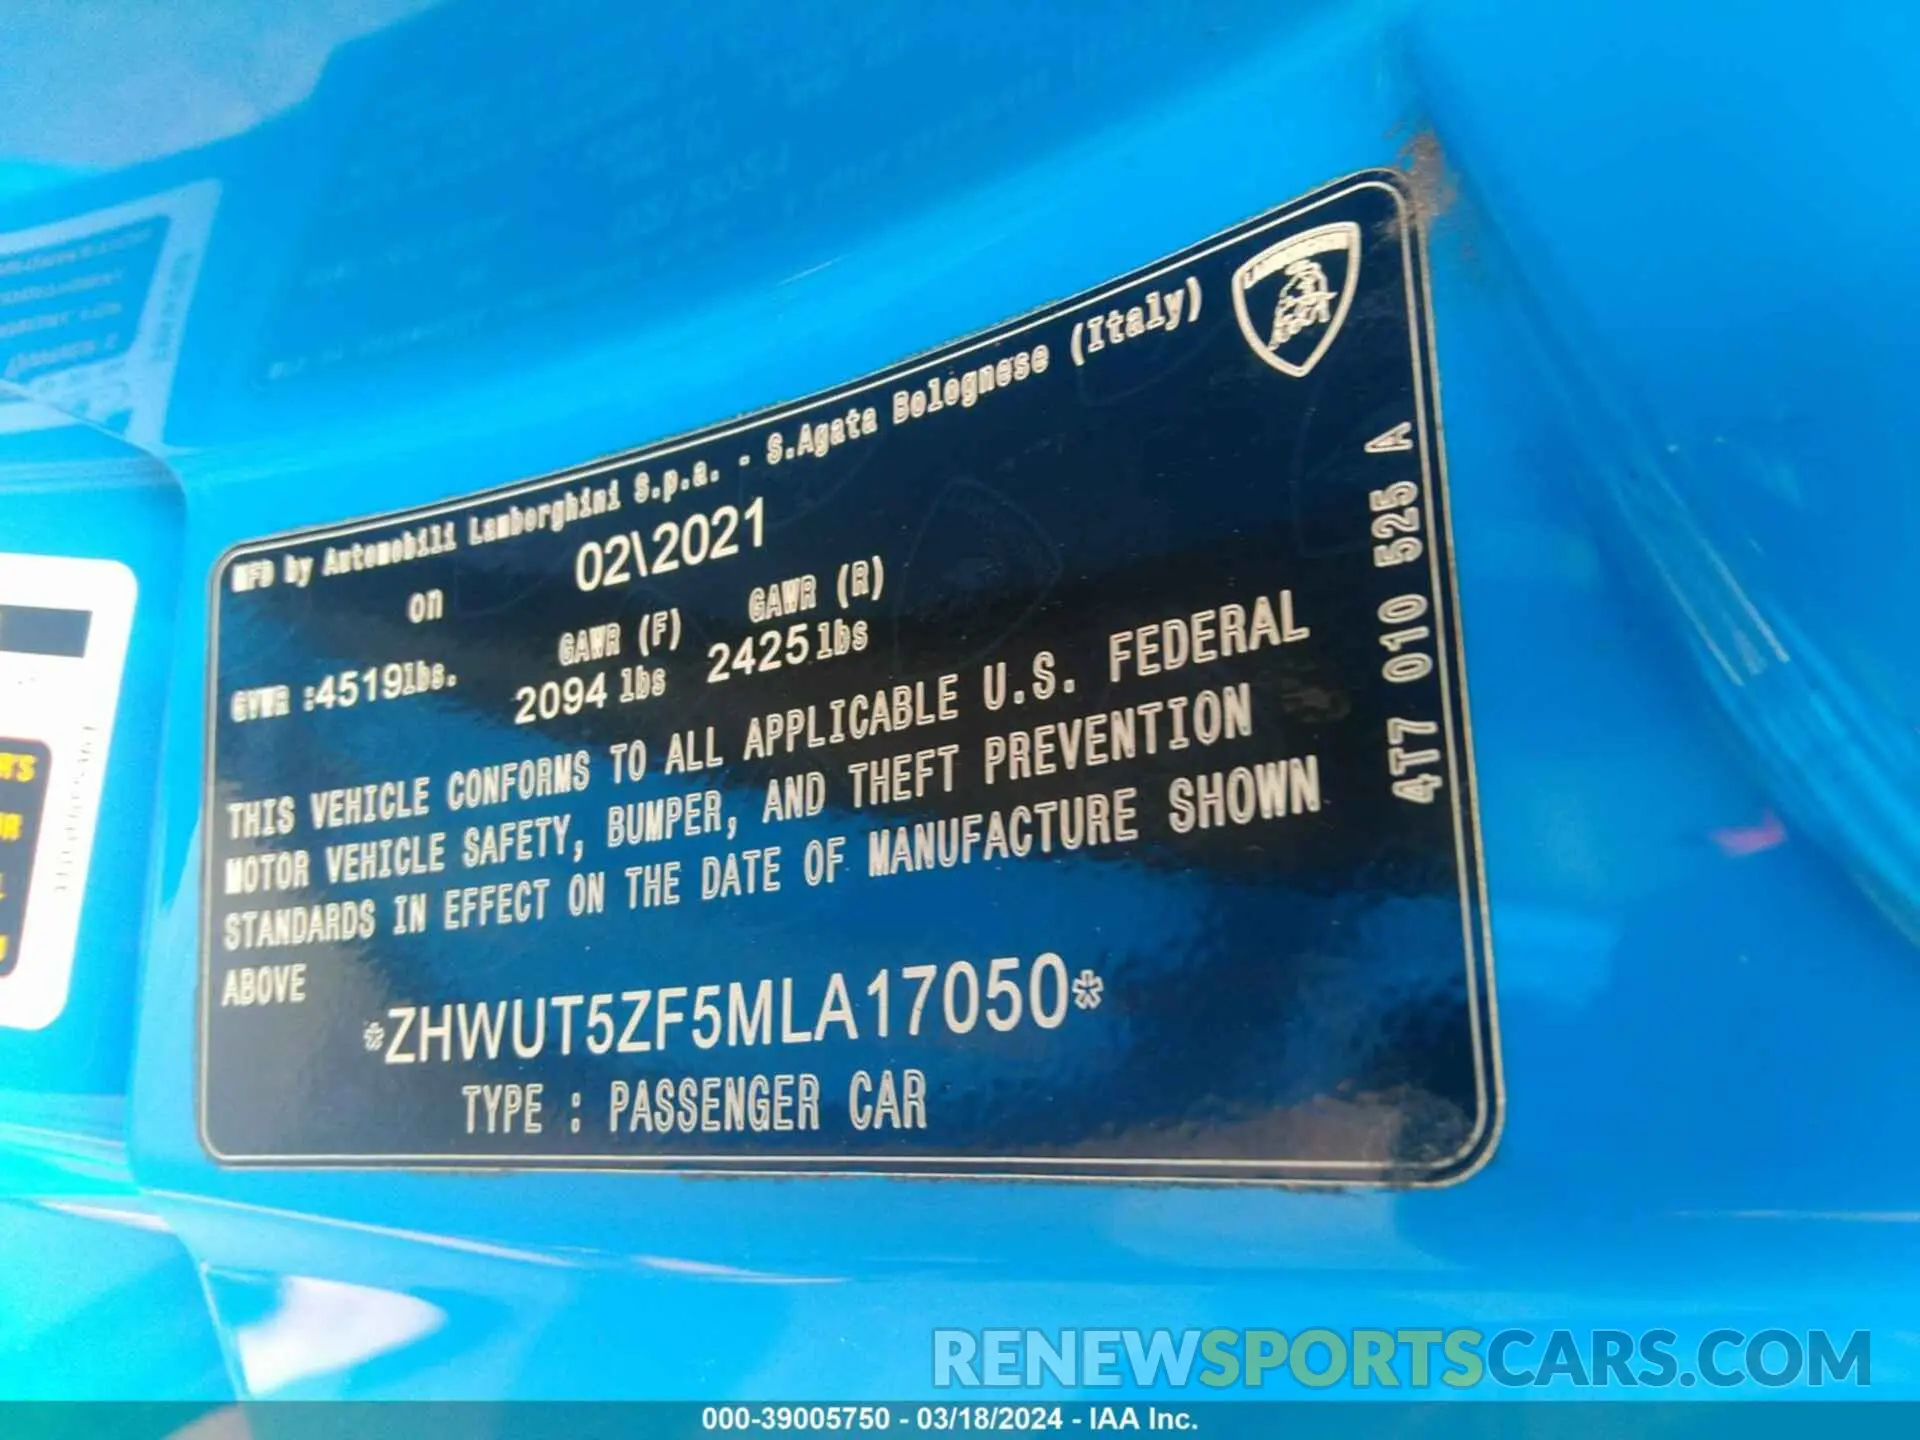 MFD by Automobili Lamborghini S.p.a. - S.Agata Bolognese (Italy)
LAMBORGHINI
on 02\2021
GAWR (F) GAWR (R)
GVWR :4519lbs. 2094 lbs 2425 lbs
THIS VEHICLE CONFORMS TO ALL APPLICABLE U.S. FEDERAL
MOTOR VEHICLE SAFETY, BUMPER, AND THEFT PREVENTION
STANDARDS IN EFFECT ON THE DATE OF MANUFACTURE SHOWN
ABOVE
*ZHWUT5ZF5MLA17050*
TYPE : PASSENGER CAR
4T7 010 525 A
RENEWSPORTSCARS.COM
000-39005750 - 03/18/2024 - IAA Inc.